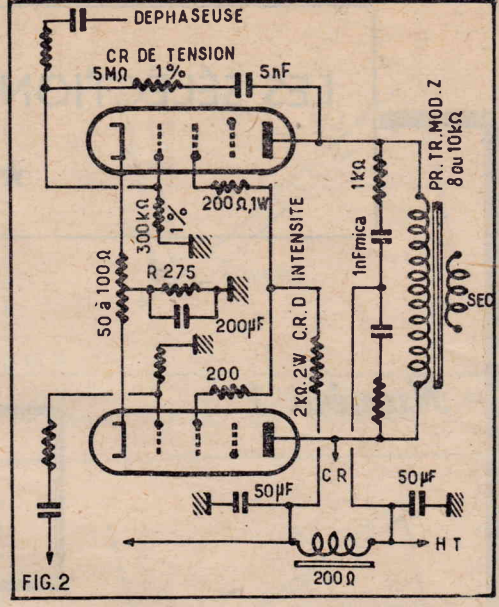 DEPHASEUSE
CR DE TENSION
5MΩ 1% 5nF
200Ω,1W
300kΩ 1%
1kΩ
PR.TR.MOD.Z
8 ou 10kΩ
1nFmica
50 à 100Ω
R 275
200µF
2kΩ.2W C.R.D INTENSITE
SEC
200
CR
50µF
50µF
HT
200Ω
FIG.2